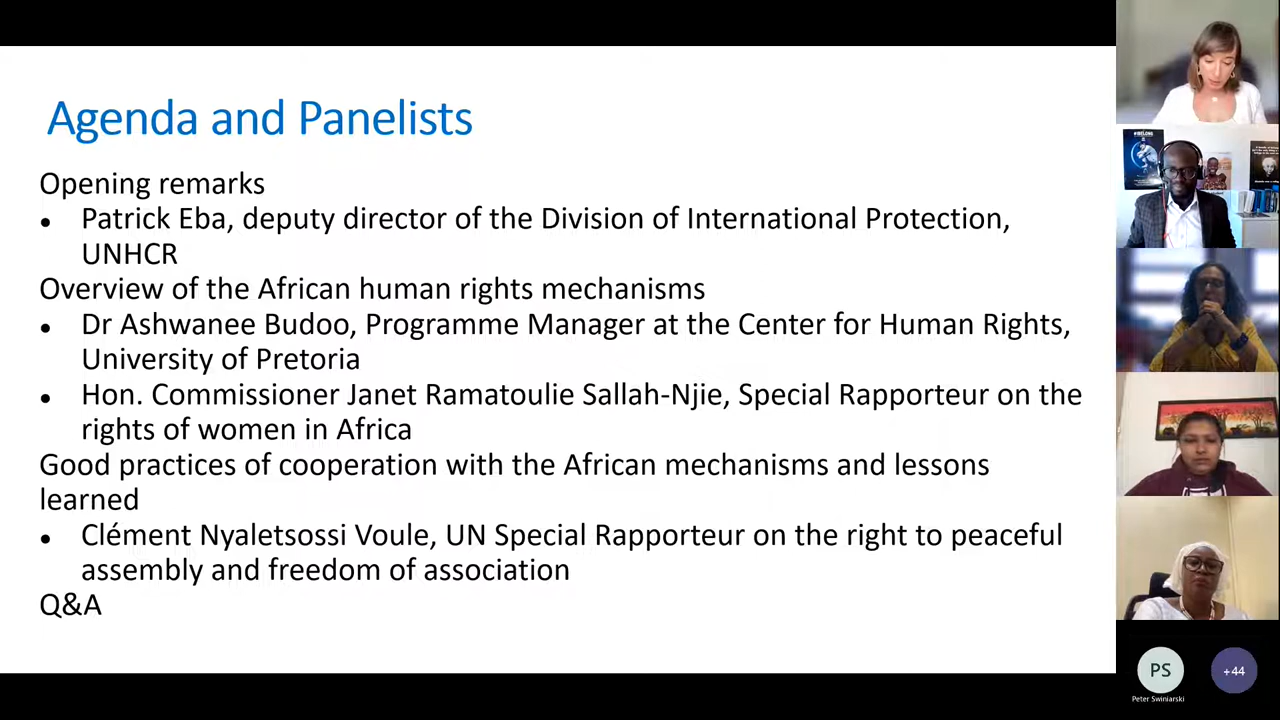 Agenda and Panelists
Opening remarks
• Patrick Eba, deputy director of the Division of International Protection,
UNHCR
Overview of the African human rights mechanisms
• Dr Ashwanee Budoo, Programme Manager at the Center for Human Rights,
University of Pretoria
• Hon. Commissioner Janet Ramatoulie Sallah-Njie, Special Rapporteur on the
rights of women in Africa
Good practices of cooperation with the African mechanisms and lessons
learned
• Clément Nyaletsossi Voule, UN Special Rapporteur on the right to peaceful
assembly and freedom of association
Q&A
#IBELONG
PS
+44
Peter Swiniarski